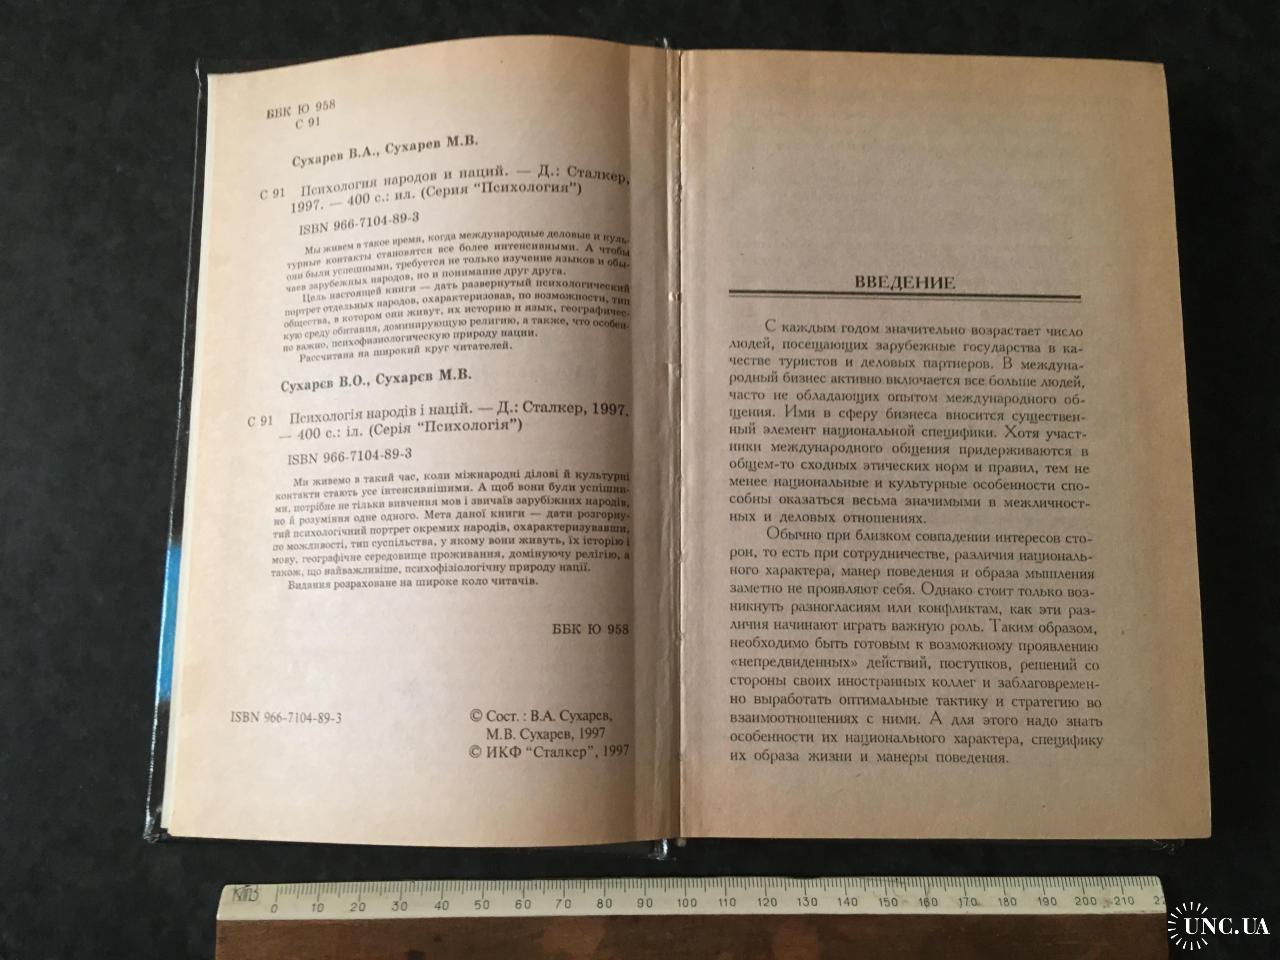 ББК Ю 958
С 91
Сухарев В.А., Сухарев М.В.
С 91 Психология народов и наций. — Д.: Сталкер,
1997. — 400 с.: ил. (Серия "Психология")
ISBN 966-7104-89-3
Мы живем в такое время, когда международные деловые и куль-
турные контакты становятся все более интенсивными. А чтобы
они были успешными, требуется не только изучение языков и обы-
чаев зарубежных народов, но и понимание друг друга.
Цель настоящей книги — дать развернутый психологический
портрет отдельных народов, охарактеризовав, по возможности, тип
общества, в котором они живут, их историю и язык, географичес-
кую среду обитания, доминирующую религию, а также, что особен-
но важно, психофизиологическую природу нации.
Рассчитана на широкий круг читателей.
Сухарєв В.О., Сухарєв М.В.
С 91 Психологія народів і націй. — Д.: Сталкер, 1997.
— 400 с.: іл. (Серія "Психологія")
ISBN 966-7104-89-3
Ми живемо в такий час, коли міжнародні ділові й культурні
контакти стають усе інтенсивнішими. А щоб вони були успішни-
ми, потрібне не тільки вивчення мов і звичаїв зарубіжних народів,
но й розуміння одне одного. Мета даної книги — дати розгорну-
тий психологічний портрет окремих народів, охарактеризувавши,
по можливості, тип суспільства, у якому вони живуть, їх історію і
мову, географічне середовище проживання, домінуючу релігію, а
також, що найважливіше, психофізіологічну природу нації.
Видання розраховане на широке коло читачів.
ББК Ю 958
ISBN 966-7104-89-3
© Сост. : В.А. Сухарев,
М.В. Сухарев, 1997
© ИКФ "Сталкер", 1997
ВВЕДЕНИЕ
С каждым годом значительно возрастает число
людей, посещающих зарубежные государства в ка-
честве туристов и деловых партнеров. В междуна-
родный бизнес активно включается все больше людей,
часто не обладающих опытом международного об-
щения. Ими в сферу бизнеса вносится существен-
ный элемент национальной специфики. Хотя участ-
ники международного общения придерживаются в
общем-то сходных этических норм и правил, тем не
менее национальные и культурные особенности спо-
собны оказаться весьма значимыми в межличност-
ных и деловых отношениях.
Обычно при близком совпадении интересов сто-
рон, то есть при сотрудничестве, различия националь-
ного характера, манер поведения и образа мышления
заметно не проявляют себя. Однако стоит только воз-
никнуть разногласиям или конфликтам, как эти раз-
личия начинают играть важную роль. Таким образом,
необходимо быть готовым к возможному проявлению
«непредвиденных» действий, поступков, решений со
стороны своих иностранных коллег и заблаговремен-
но выработать оптимальные тактику и стратегию во
взаимоотношениях с ними. А для этого надо знать
особенности их национального характера, специфику
их образа жизни и манеры поведения.
0 10 20 30 40 50 60 70 80 90 100 110 120 130 140 150 160 170 180 190 200 210
UNC.UA